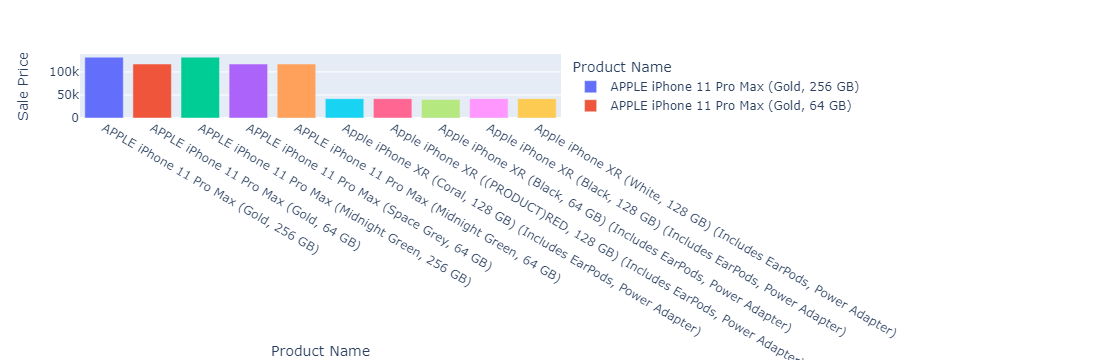 Sale Price
100k
50k
0
APPLE iPhone 11 Pro Max (Gold, 256 GB)
APPLE iPhone 11 Pro Max (Gold, 64 GB)
APPLE iPhone 11 Pro Max (Midnight Green, 256 GB)
APPLE iPhone 11 Pro Max (Space Grey, 64 GB)
APPLE iPhone 11 Pro Max (Midnight Green, 64 GB)
Apple iPhone XR (Coral, 128 GB) (Includes EarPods, Power Adapter)
Apple iPhone XR ((PRODUCT)RED, 128 GB) (Includes EarPods, Power Adapter)
Apple iPhone XR (Black, 64 GB) (Includes EarPods, Power Adapter)
Apple iPhone XR (Black, 128 GB) (Includes EarPods, Power Adapter)
Apple iPhone XR (White, 128 GB) (Includes EarPods, Power Adapter)
Product Name
Product Name
APPLE iPhone 11 Pro Max (Gold, 256 GB)
APPLE iPhone 11 Pro Max (Gold, 64 GB)